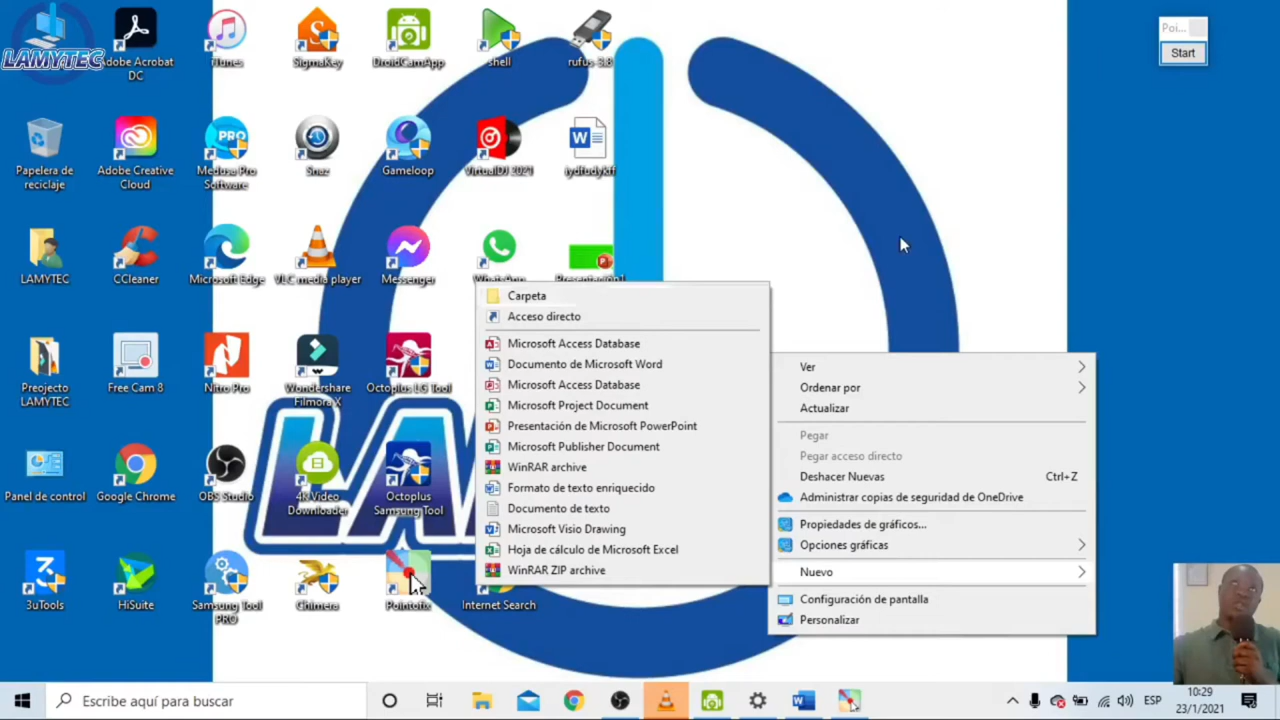 LAMYTEC
Adobe Acrobat
DC
iTunes
SigmaKey
DroidCamApp
shell
rufus-3.8
Poi...
Start
Papelera de
reciclaje
Adobe Creative
Cloud
Medusa Pro
Software
Snaz
Gameloop
VirtualDJ 2021
jydfudykff
LAMYTEC
CCleaner
Microsoft Edge
VLC media player
Messenger
WhatsApp
Presentación1
Preojecto
LAMYTEC
Free Cam 8
Nitro Pro
Wondershare
Filmora X
Octoplus LG Tool
Panel de control
Google Chrome
OBS Studio
4K Video
Downloader
Octoplus
Samsung Tool
3uTools
HiSuite
Samsung Tool
PRO
Chimera
Pointofix
Internet Search
Carpeta
Acceso directo
Microsoft Access Database
Documento de Microsoft Word
Microsoft Access Database
Microsoft Project Document
Presentación de Microsoft PowerPoint
Microsoft Publisher Document
WinRAR archive
Formato de texto enriquecido
Documento de texto
Microsoft Visio Drawing
Hoja de cálculo de Microsoft Excel
WinRAR ZIP archive
Ver
Ordenar por
Actualizar
Pegar
Pegar acceso directo
Deshacer Nuevas Ctrl+Z
Administrar copias de seguridad de OneDrive
Propiedades de gráficos...
Opciones gráficas
Nuevo
Configuración de pantalla
Personalizar
Escribe aquí para buscar
ESP
10:29
23/1/2021